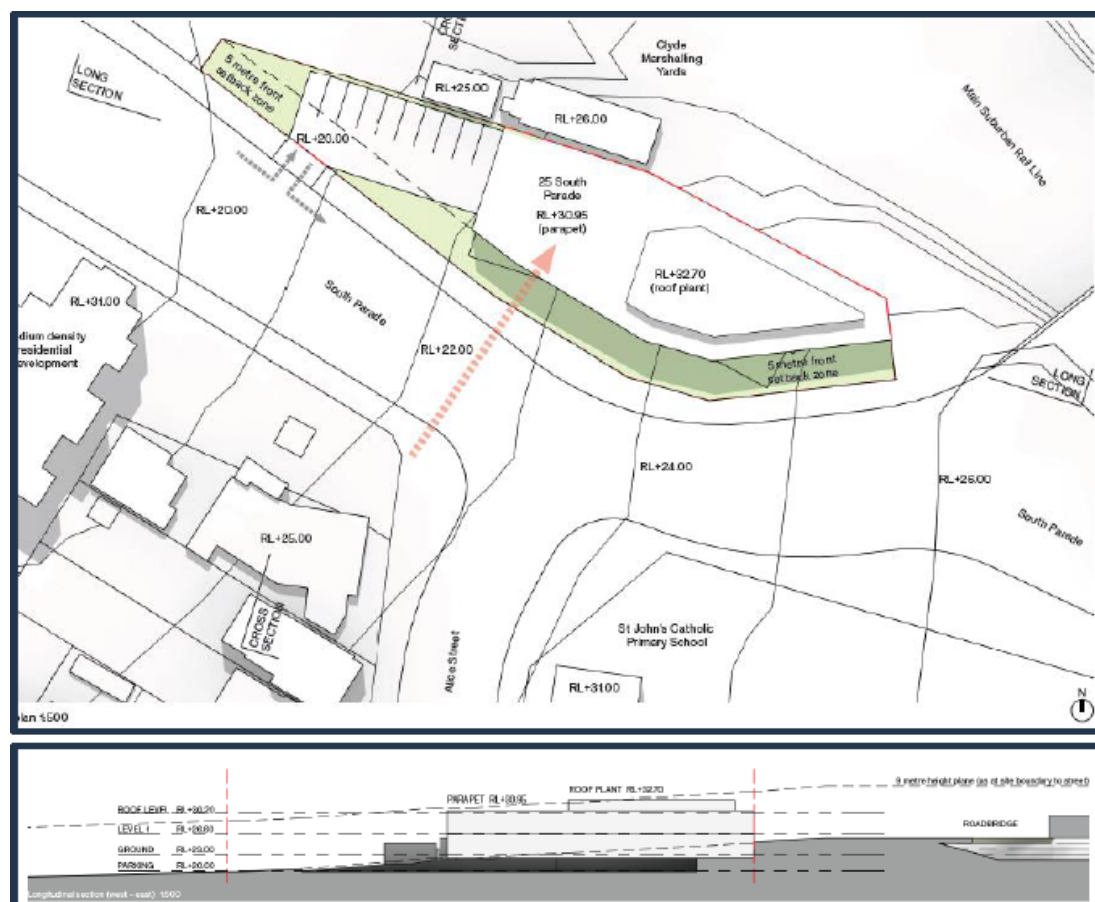 CROSS
SECTION
Clyde
Marshalling
Yards
LONG
SECTION
5 metre front
setback zone
RL+25.00
RL+26.00
Main Suburban Rail Line
RL+20.00
25 South
Parade
RL+30.95
(parapet)
RL+20.00
RL+32.70
(roof plant)
RL+31.00
South Parade
dium density
residential
evelopment
RL+22.00
5 metre front
setback zone
LONG
SECTION
RL+24.00
RL+26.00
South Parade
RL+25.00
CROSS
SECTION
St John's Catholic
Primary School
Alice Street
RL+31.00
N
plan 1:500
9 metre height plane (as at site boundary to street)
ROOF PLANT RL+32.70
PARAPET RL+30.95
ROOF LEVEL RL+30.20
ROADBRIDGE
LEVEL 1 RL+26.60
GROUND RL+23.00
PARKING RL+20.00
Longitudinal section (west - east) 1:500